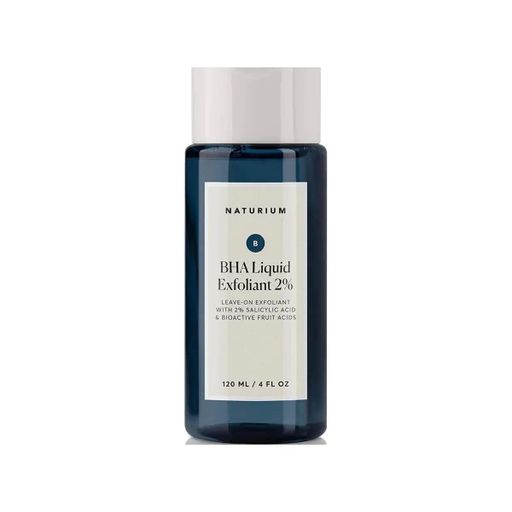 NATURIUM
B
BHA Liquid
Exfoliant 2%
LEAVE-ON EXFOLIANT
WITH 2% SALICYLIC ACID
& BIOACTIVE FRUIT ACIDS
120 ML / 4 FL OZ